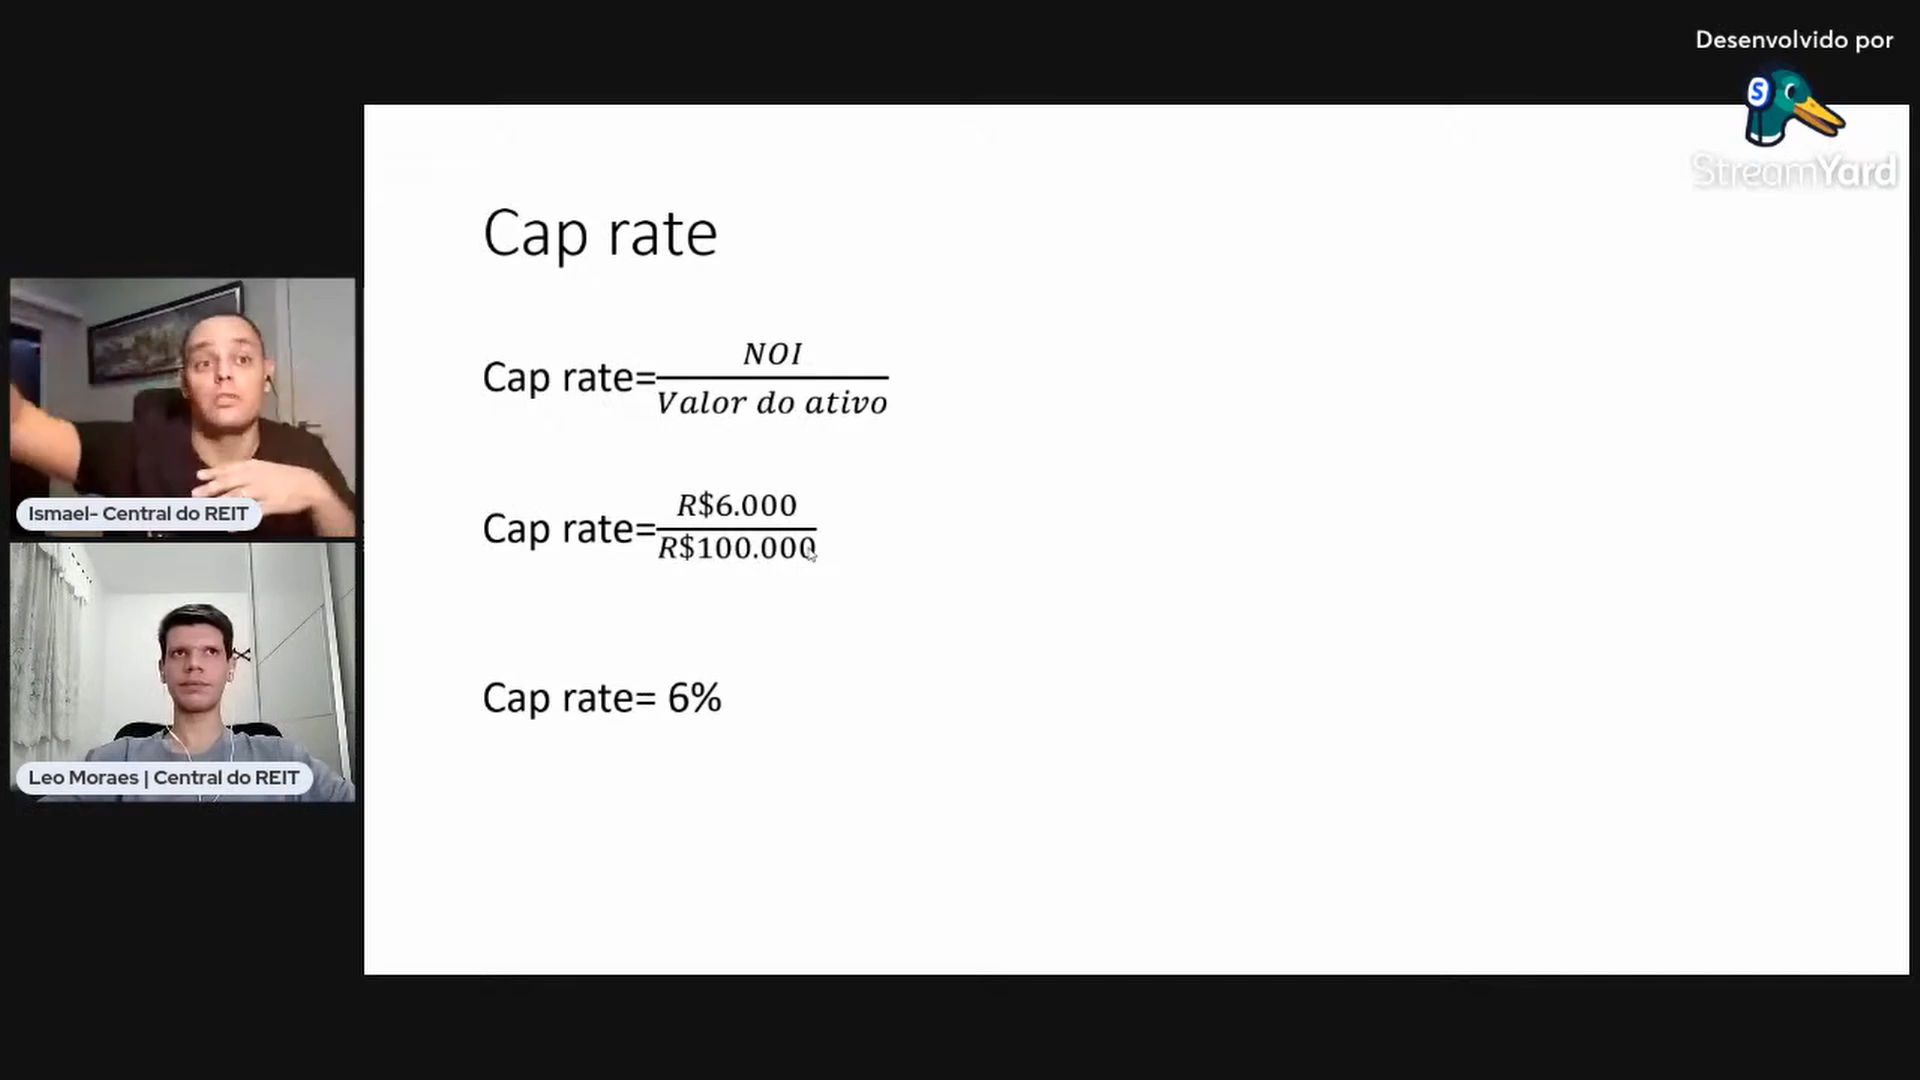 Desenvolvido por
S
StreamYard
Cap rate
Cap rate=NOI/Valor do ativo
Cap rate=R$6.000/R$100.000
Cap rate= 6%
Ismael- Central do REIT
Leo Moraes | Central do REIT